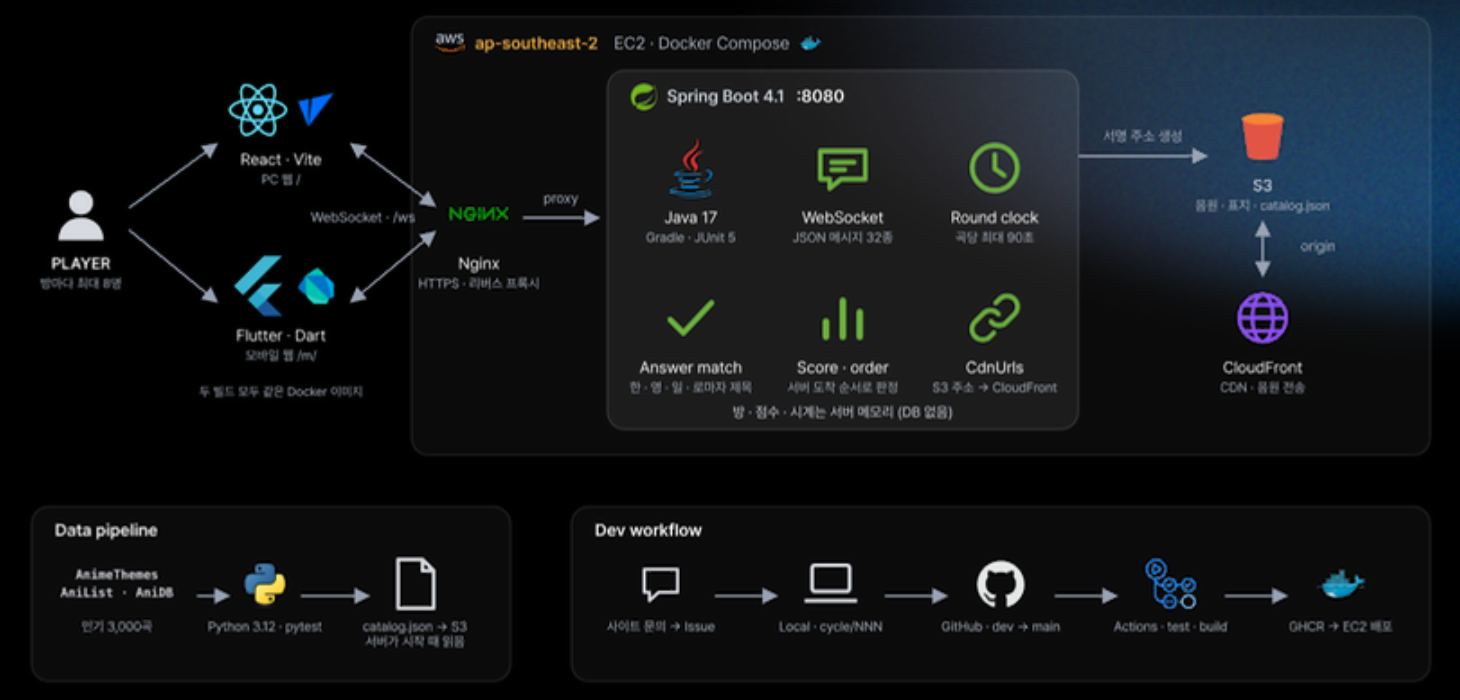 aws ap-southeast-2 EC2 · Docker Compose
Spring Boot 4.1 :8080
React · Vite
PC 웹 /
PLAYER
방마다 최대 8명
WebSocket · /ws
Flutter · Dart
모바일 웹 /m/
두 빌드 모두 같은 Docker 이미지
NGINX
Nginx
HTTPS · 리버스 프록시
proxy
Java 17
Gradle · JUnit 5
WebSocket
JSON 메시지 32종
Round clock
곡당 최대 90초
Answer match
한 · 영 · 일 · 로마자 제목
Score · order
서버 도착 순서로 판정
CdnUrls
S3 주소 → CloudFront
방 · 점수 · 시계는 서버 메모리 (DB 없음)
서명 주소 생성
S3
음원 · 표지 · catalog.json
origin
CloudFront
CDN · 음원 전송
Data pipeline
AnimeThemes
AniList · AniDB
인기 3,000곡
Python 3.12 · pytest
catalog.json → S3
서버가 시작 때 읽음
Dev workflow
사이트 문의 → Issue
Local · cycle/NNN
GitHub · dev → main
Actions · test · build
GHCR → EC2 배포